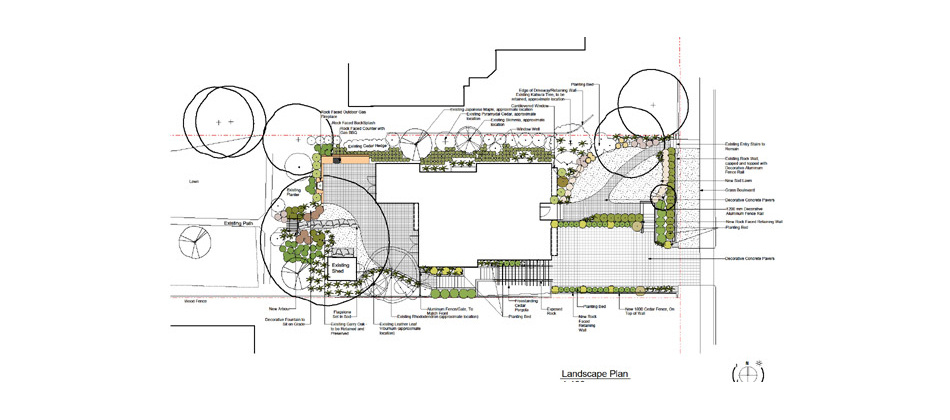 Planting Bed
Edge of Driveway/Retaining Wall
Existing Katsura Tree, to be
retained, approximate location
Cantilevered Window
Existing Japanese Maple, approximate location
Existing Pyramidal Cedar, approximate
location
Existing Skimmia, approximate
location
Window Well
Rock Faced Outdoor Gas
Fireplace
Rock Faced BackSplash
Rock Faced Counter with
Gas BBQ
Existing Cedar Hedge
Existing Entry Stairs to
Remain
Existing Rock Wall,
capped and topped with
Decorative Aluminum
Fence Rail
New Sod Lawn
Grass Boulevard
Decorative Concrete Pavers
1200 mm Decorative
Aluminum Fence Rail
New Rock Faced Retaining Wall
Planting Bed
Decorative Concrete Pavers
Lawn
Existing
Planter
Existing Path
Existing
Shed
Wood Fence
New Arbour
Decorative Fountain to
Sit on Grade
Flagstone
Set in Sod
Existing Garry Oak
to be Retained and
Preserved
Existing Leather Leaf
Viburnum (approximate
location)
Existing Rhododendron (approximate location)
Aluminum Fence/Gate, To
Match Front
Planting Bed
Freestanding
Cedar
Pergola
Exposed
Rock
New Rock
Faced
Retaining
Wall
Planting Bed
New 1800 Cedar Fence, On
Top of Wall
Landscape Plan
N